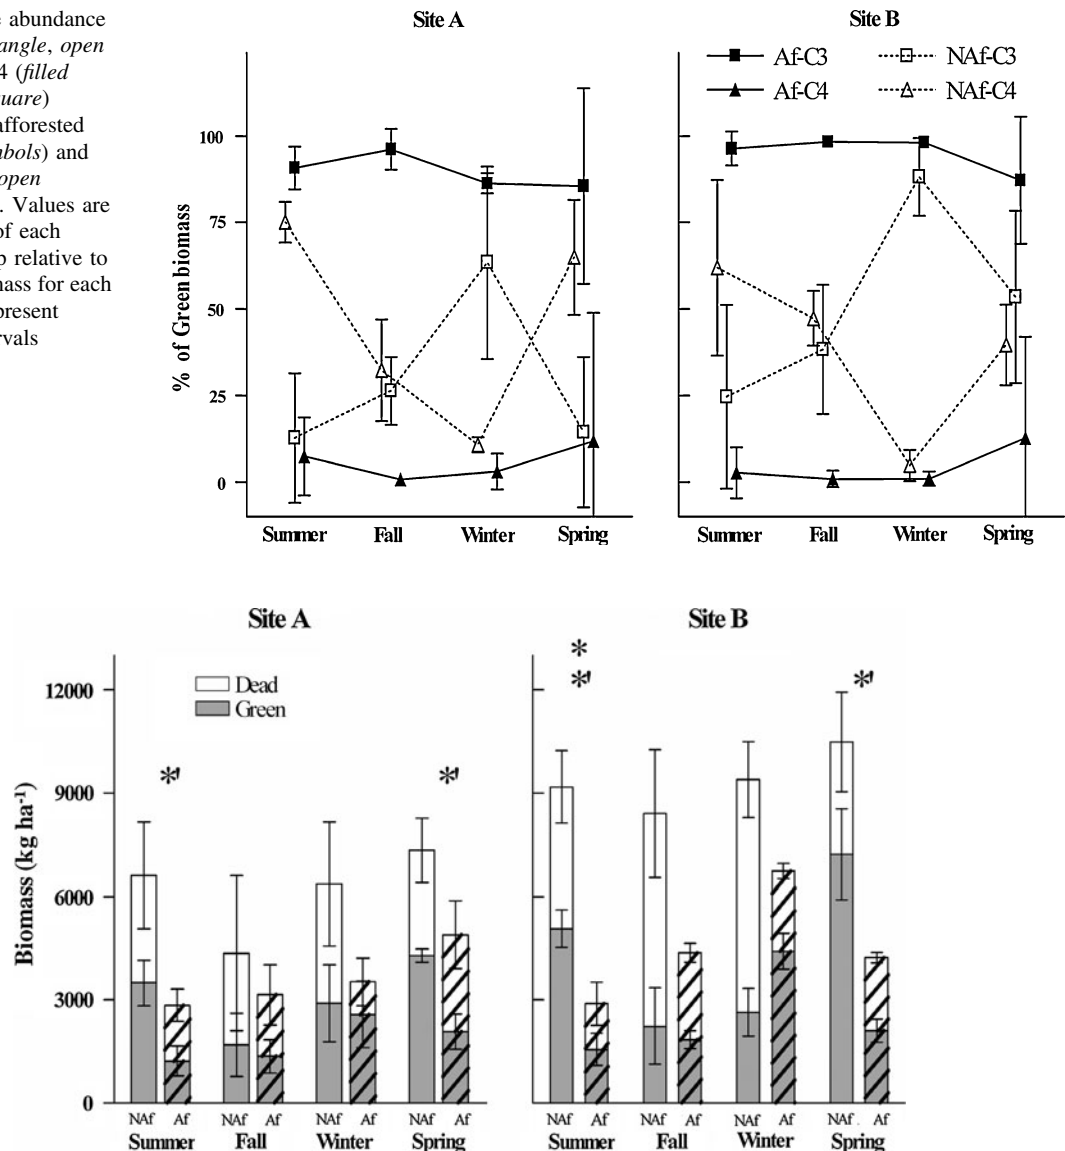 abundance
angle, open
4 (filled
uare)
afforested
nbols) and
open
. Values are
of each
p relative to
nass for each
present
rvals
Site A
Site B
Af-C3
NAf-C3
Af-C4
NAf-C4
% of Green biomass
100
75
50
25
0
Summer
Fall
Winter
Spring
Summer
Fall
Winter
Spring
Site A
Site B
Dead
Green
* *'
*' *' *'
Biomass (kg ha-1)
12000
9000
6000
3000
0
NAf Af NAf Af NAf Af NAf Af
Summer Fall Winter Spring
NAf Af NAf Af NAf Af NAf . Af
Summer Fall Winter Spring